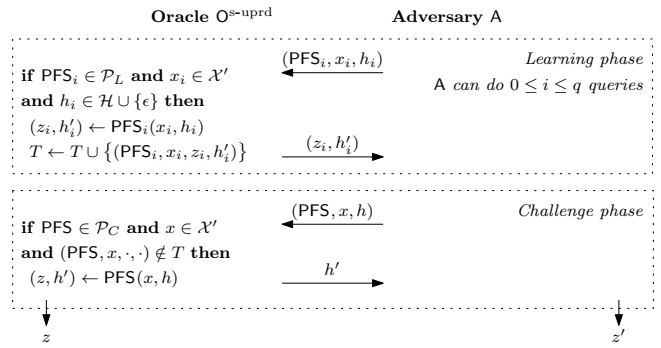 Oracle O^{s-uprd} Adversary A
(PFS_i, x_i, h_i) Learning phase
if PFS_i ∈ P_L and x_i ∈ X′
A can do 0 ≤ i ≤ q queries
and h_i ∈ H ∪ {ϵ} then
(z_i, h′_i) ← PFS_i(x_i, h_i)
T ← T ∪ {(PFS_i, x_i, z_i, h′_i)} (z_i, h′_i)
(PFS, x, h) Challenge phase
if PFS ∈ P_C and x ∈ X′
and (PFS, x, ·, ·) ∉ T then
(z, h′) ← PFS(x, h) h′
z z′